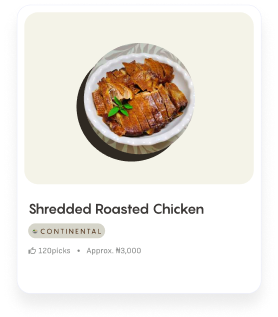 Shredded Roasted Chicken
CONTINENTAL
120picks • Approx. ₦3,000